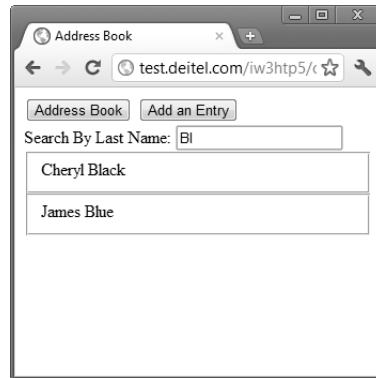 Address Book
test.deitel.com/iw3htp5/c
Address Book Add an Entry
Search By Last Name: Bl
Cheryl Black
James Blue